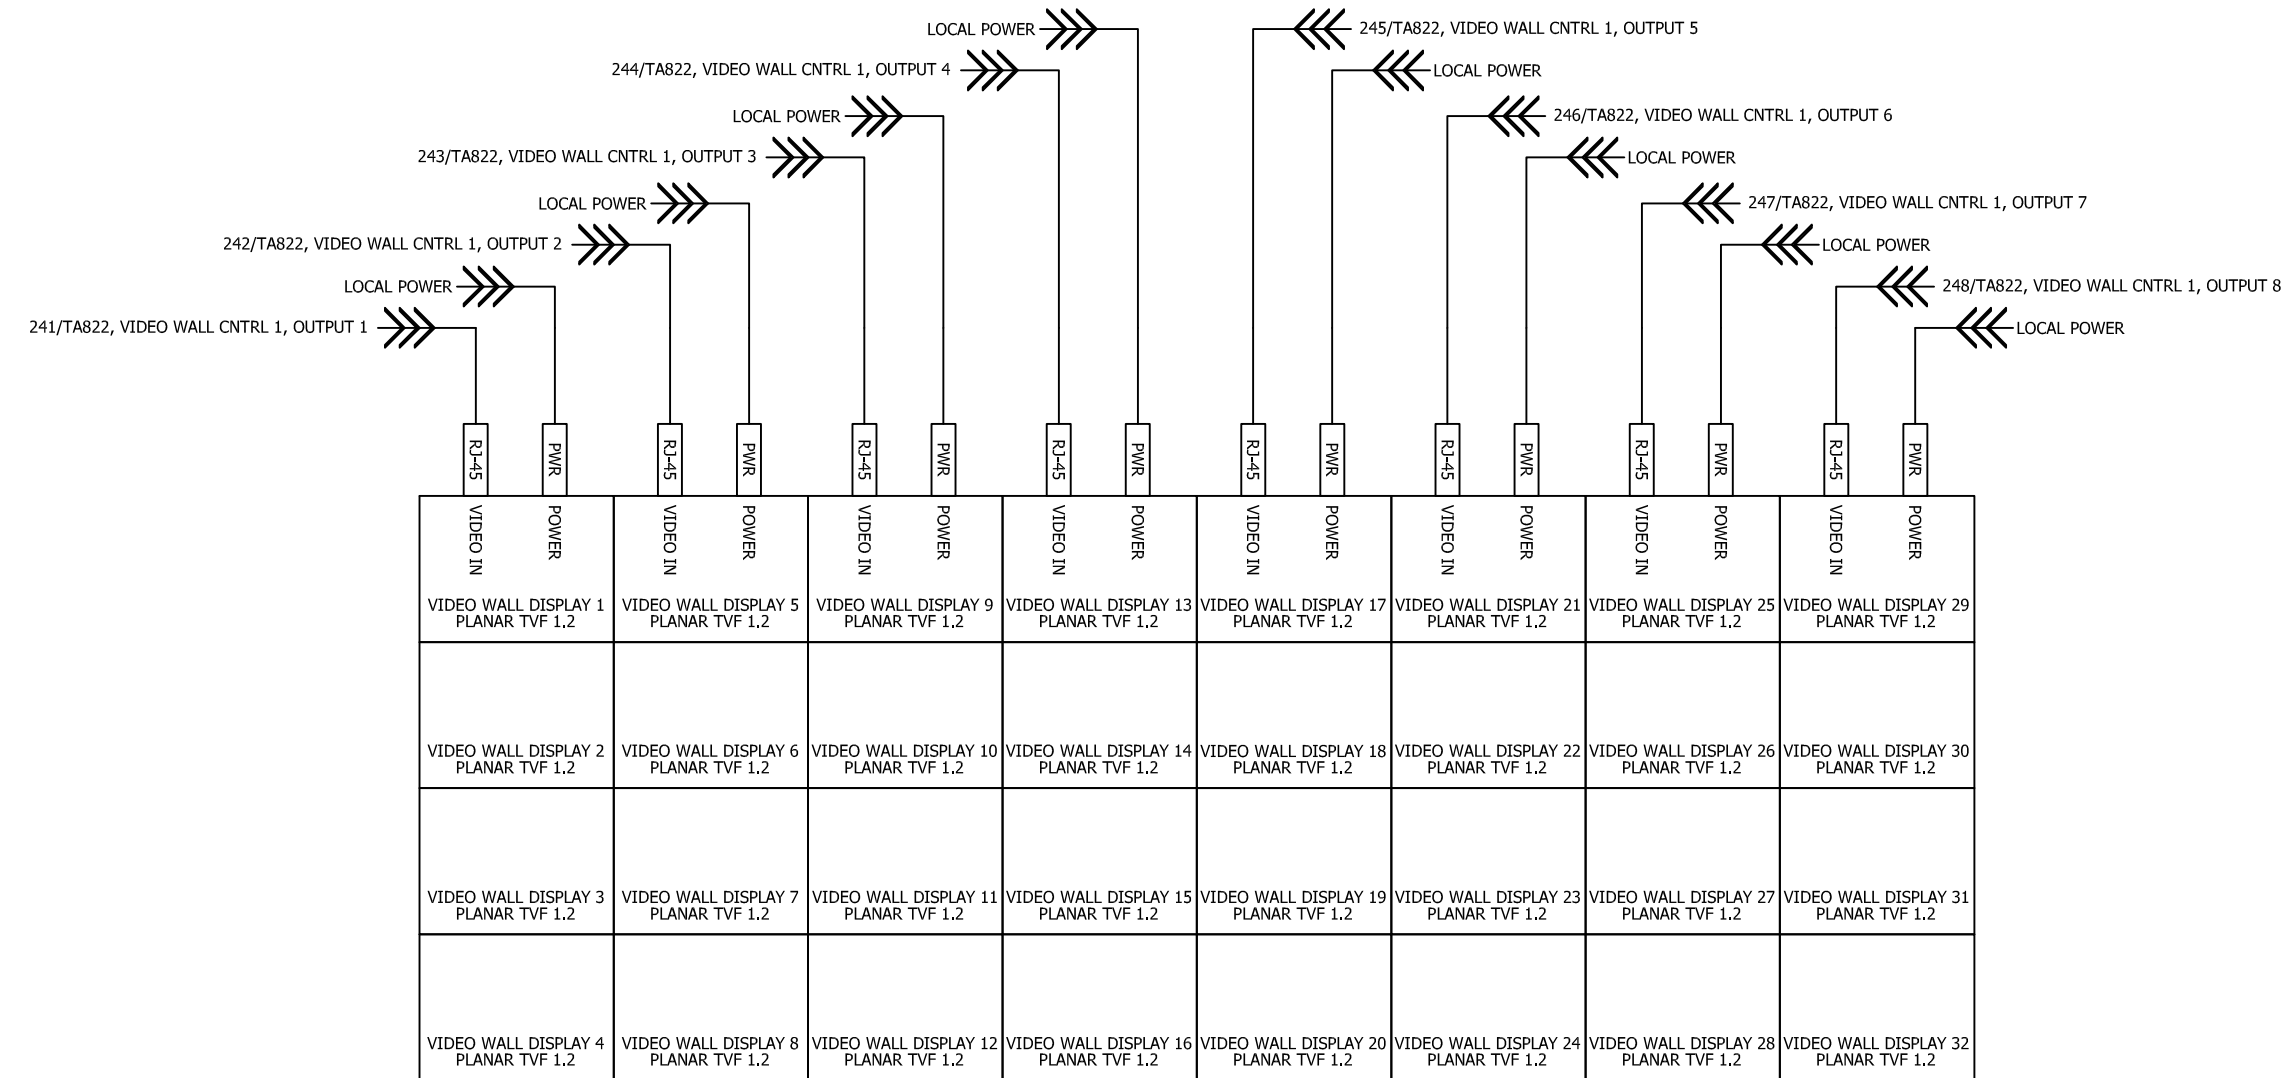 LOCAL POWER
245/TA822, VIDEO WALL CNTRL 1, OUTPUT 5
244/TA822, VIDEO WALL CNTRL 1, OUTPUT 4
LOCAL POWER
LOCAL POWER
246/TA822, VIDEO WALL CNTRL 1, OUTPUT 6
243/TA822, VIDEO WALL CNTRL 1, OUTPUT 3
LOCAL POWER
LOCAL POWER
247/TA822, VIDEO WALL CNTRL 1, OUTPUT 7
242/TA822, VIDEO WALL CNTRL 1, OUTPUT 2
LOCAL POWER
LOCAL POWER
248/TA822, VIDEO WALL CNTRL 1, OUTPUT 8
241/TA822, VIDEO WALL CNTRL 1, OUTPUT 1
LOCAL POWER
RJ-45
PWR
RJ-45
PWR
RJ-45
PWR
RJ-45
PWR
RJ-45
PWR
RJ-45
PWR
RJ-45
PWR
RJ-45
PWR
VIDEO IN
POWER
VIDEO IN
POWER
VIDEO IN
POWER
VIDEO IN
POWER
VIDEO IN
POWER
VIDEO IN
POWER
VIDEO IN
POWER
VIDEO IN
POWER
VIDEO WALL DISPLAY 1
PLANAR TVF 1.2
VIDEO WALL DISPLAY 5
PLANAR TVF 1.2
VIDEO WALL DISPLAY 9
PLANAR TVF 1.2
VIDEO WALL DISPLAY 13
PLANAR TVF 1.2
VIDEO WALL DISPLAY 17
PLANAR TVF 1.2
VIDEO WALL DISPLAY 21
PLANAR TVF 1.2
VIDEO WALL DISPLAY 25
PLANAR TVF 1.2
VIDEO WALL DISPLAY 29
PLANAR TVF 1.2
VIDEO WALL DISPLAY 2
PLANAR TVF 1.2
VIDEO WALL DISPLAY 6
PLANAR TVF 1.2
VIDEO WALL DISPLAY 10
PLANAR TVF 1.2
VIDEO WALL DISPLAY 14
PLANAR TVF 1.2
VIDEO WALL DISPLAY 18
PLANAR TVF 1.2
VIDEO WALL DISPLAY 22
PLANAR TVF 1.2
VIDEO WALL DISPLAY 26
PLANAR TVF 1.2
VIDEO WALL DISPLAY 30
PLANAR TVF 1.2
VIDEO WALL DISPLAY 3
PLANAR TVF 1.2
VIDEO WALL DISPLAY 7
PLANAR TVF 1.2
VIDEO WALL DISPLAY 11
PLANAR TVF 1.2
VIDEO WALL DISPLAY 15
PLANAR TVF 1.2
VIDEO WALL DISPLAY 19
PLANAR TVF 1.2
VIDEO WALL DISPLAY 23
PLANAR TVF 1.2
VIDEO WALL DISPLAY 27
PLANAR TVF 1.2
VIDEO WALL DISPLAY 31
PLANAR TVF 1.2
VIDEO WALL DISPLAY 4
PLANAR TVF 1.2
VIDEO WALL DISPLAY 8
PLANAR TVF 1.2
VIDEO WALL DISPLAY 12
PLANAR TVF 1.2
VIDEO WALL DISPLAY 16
PLANAR TVF 1.2
VIDEO WALL DISPLAY 20
PLANAR TVF 1.2
VIDEO WALL DISPLAY 24
PLANAR TVF 1.2
VIDEO WALL DISPLAY 28
PLANAR TVF 1.2
VIDEO WALL DISPLAY 32
PLANAR TVF 1.2